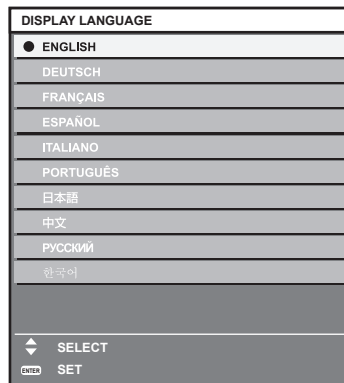 DISPLAY LANGUAGE
ENGLISH
DEUTSCH
FRANÇAIS
ESPAÑOL
ITALIANO
PORTUGUÊS
日本語
中文
РУССКИЙ
한국어
SELECT
ENTER SET